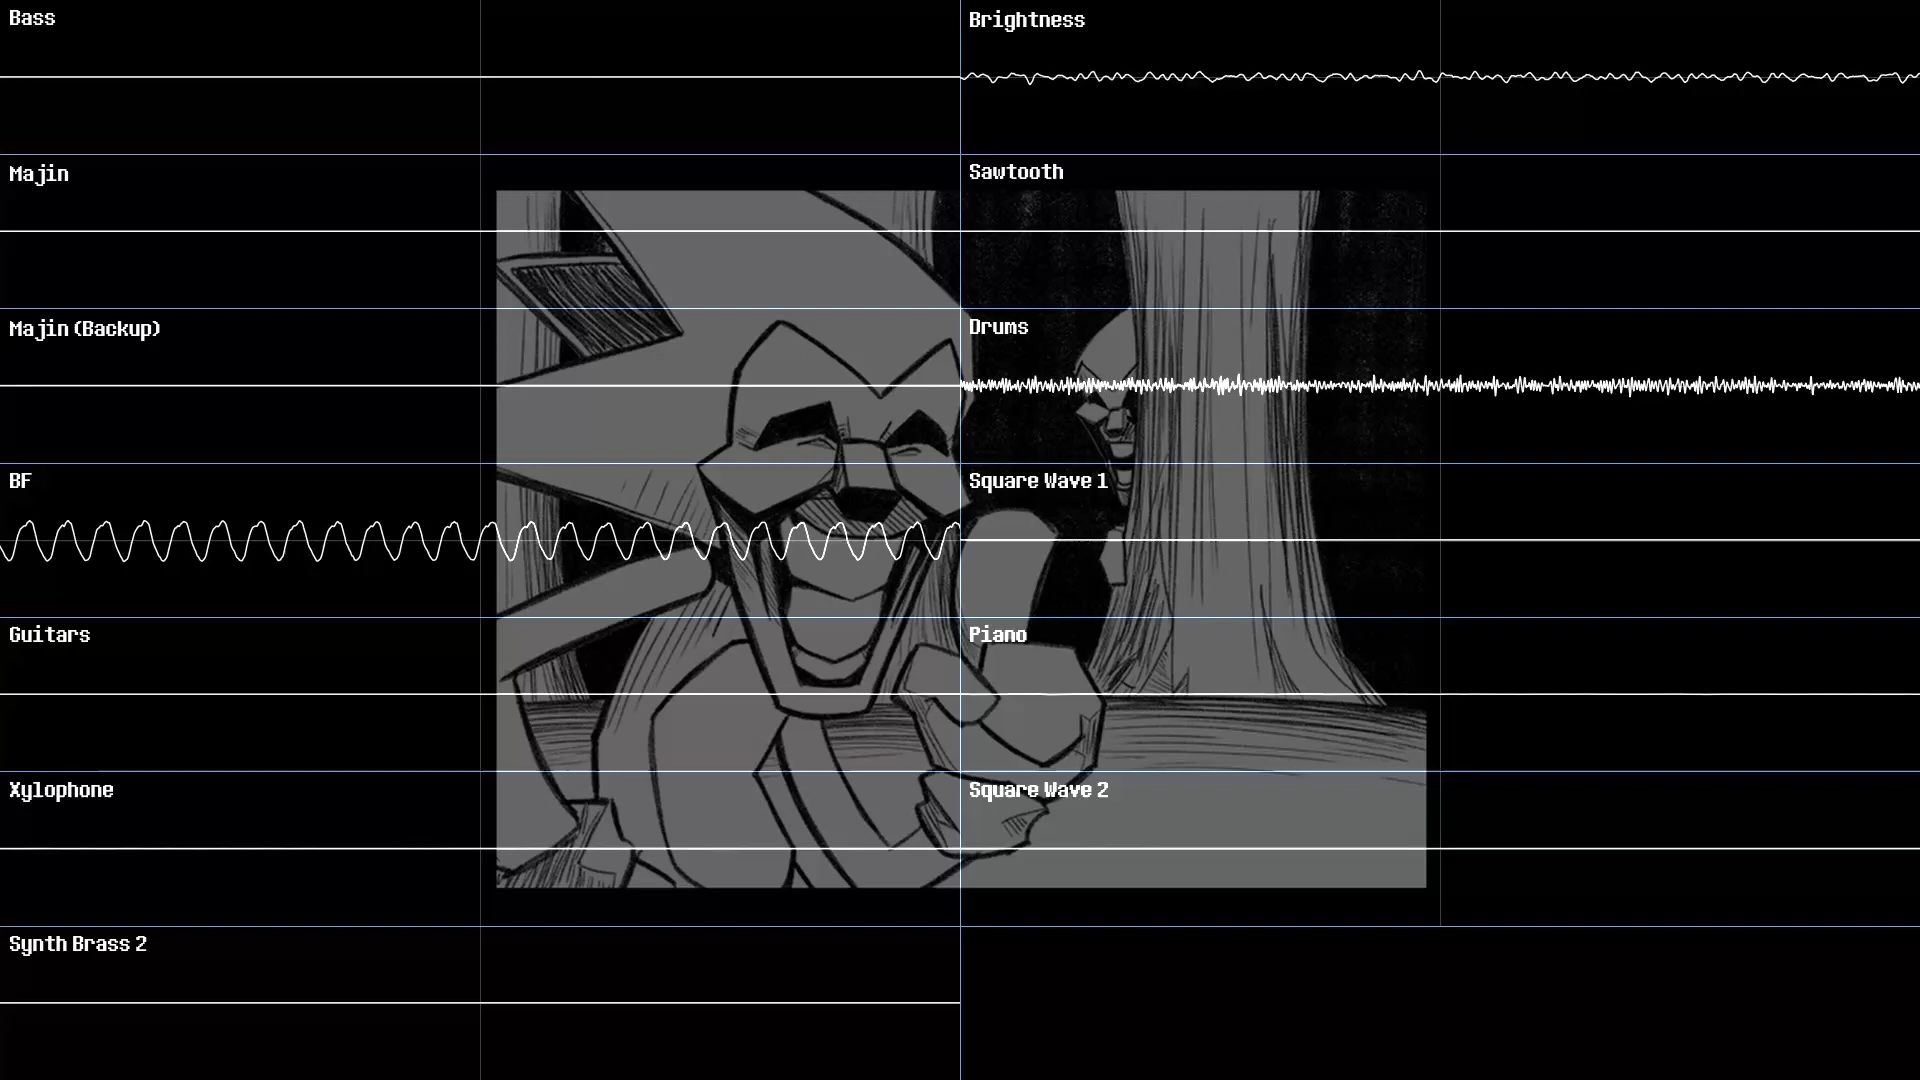 Bass
Brightness
Majin
Sawtooth
Majin (Backup)
Drums
BF
Square Wave 1
Guitars
Piano
Xylophone
Square Wave 2
Synth Brass 2